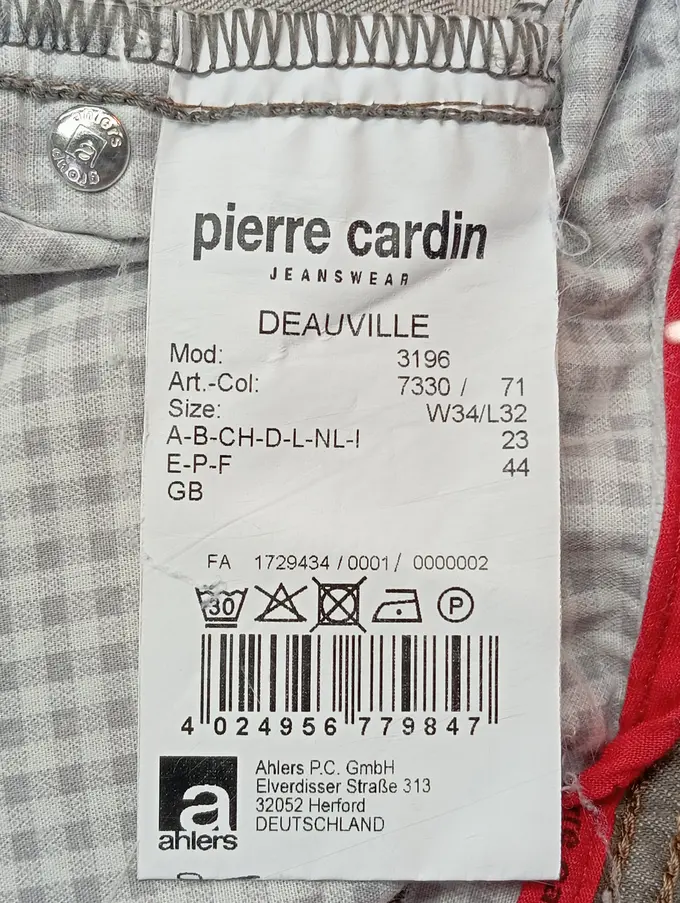 ahlers
ahlers
pierre cardin
JEANSWEAR
DEAUVILLE
Mod: 3196
Art.-Col: 7330 / 71
Size: W34/L32
A-B-CH-D-L-NL-I 23
E-P-F 44
GB
FA 1729434 / 0001 / 0000002
30 P
4 024956 779847
a
ahlers
Ahlers P.C. GmbH
Elverdisser Straße 313
32052 Herford
DEUTSCHLAND